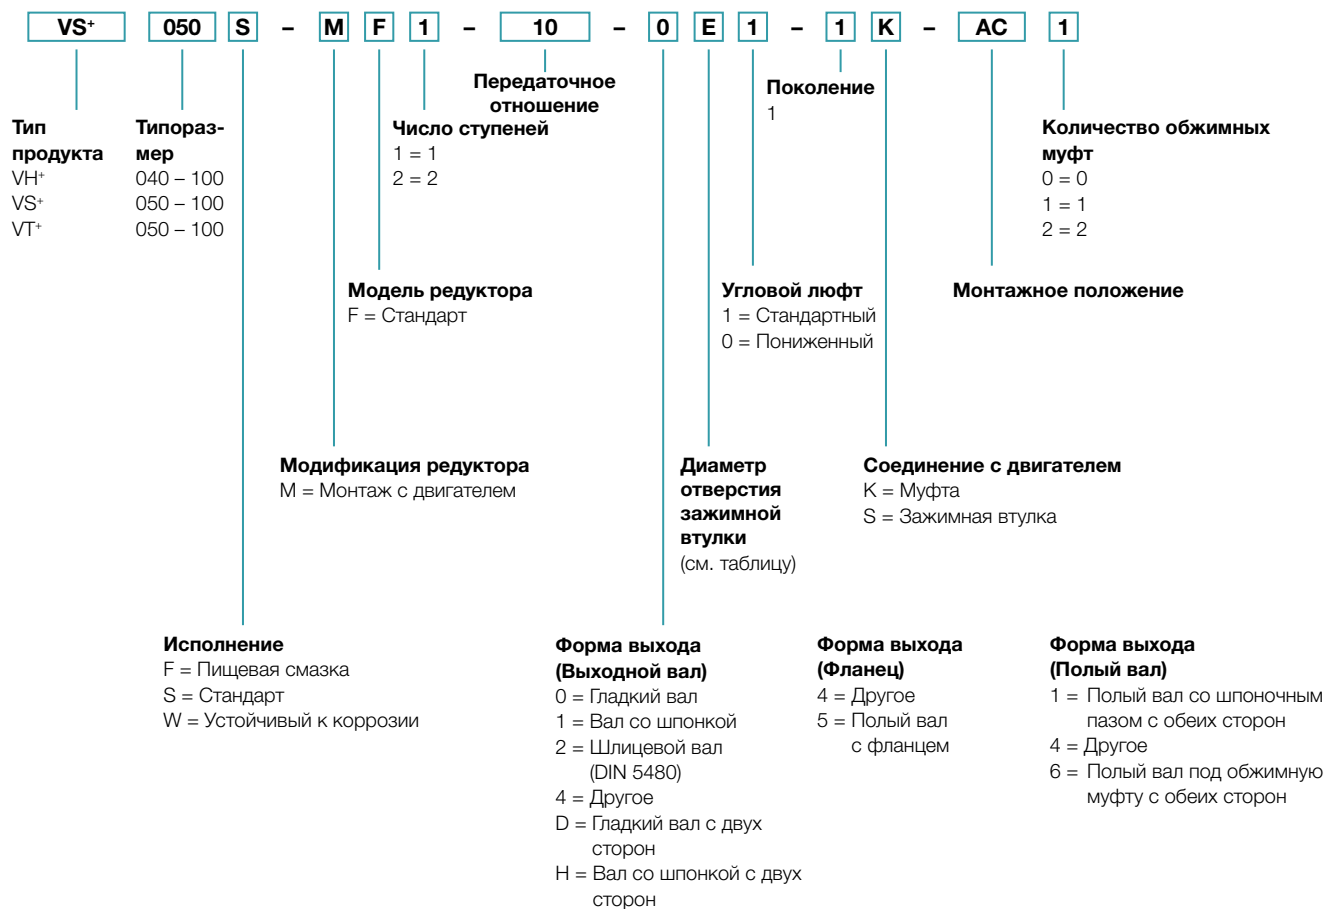 VS+ 050 S – M F 1 – 10 – 0 E 1 – 1 K – AC 1
Тип
продукта
VH+
VS+
VT+
Типораз-
мер
040 – 100
050 – 100
050 – 100
Число ступеней
1 = 1
2 = 2
Передаточное
отношение
Поколение
1
Количество обжимных
муфт
0 = 0
1 = 1
2 = 2
Модель редуктора
F = Стандарт
Угловой люфт
1 = Стандартный
0 = Пониженный
Монтажное положение
Модификация редуктора
M = Монтаж с двигателем
Диаметр
отверстия
зажимной
втулки
(см. таблицу)
Соединение с двигателем
K = Муфта
S = Зажимная втулка
Исполнение
F = Пищевая смазка
S = Стандарт
W = Устойчивый к коррозии
Форма выхода
(Выходной вал)
0 = Гладкий вал
1 = Вал со шпонкой
2 = Шлицевой вал
(DIN 5480)
4 = Другое
D = Гладкий вал с двух
сторон
H = Вал со шпонкой с двух
сторон
Форма выхода
(Фланец)
4 = Другое
5 = Полый вал
с фланцем
Форма выхода
(Полый вал)
1 = Полый вал со шпоночным
пазом с обеих сторон
4 = Другое
6 = Полый вал под обжимную
муфту с обеих сторон